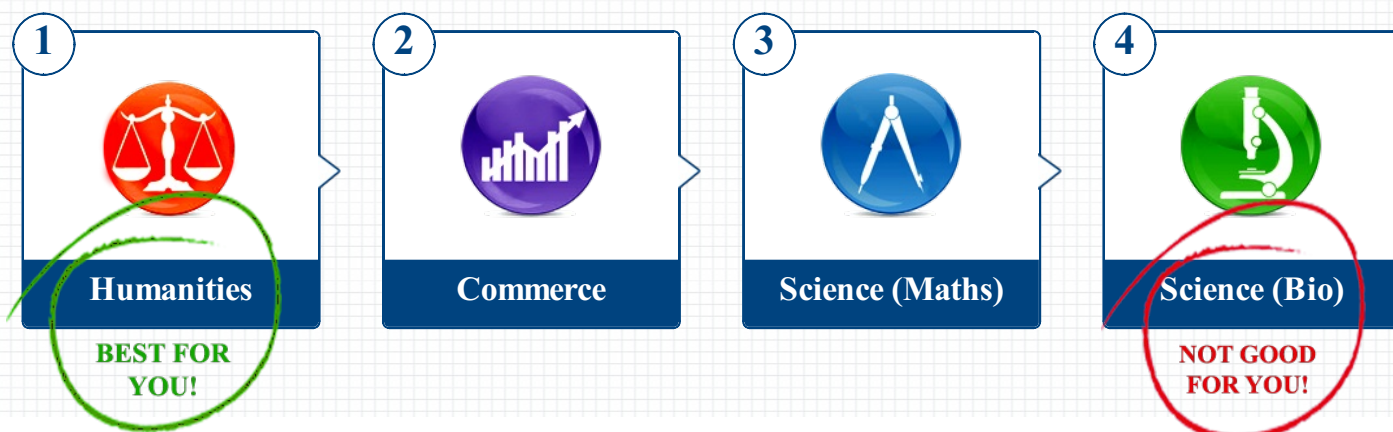 1
2
3
4
Humanities
Commerce
Science (Maths)
Science (Bio)
BEST FOR
YOU!
NOT GOOD
FOR YOU!